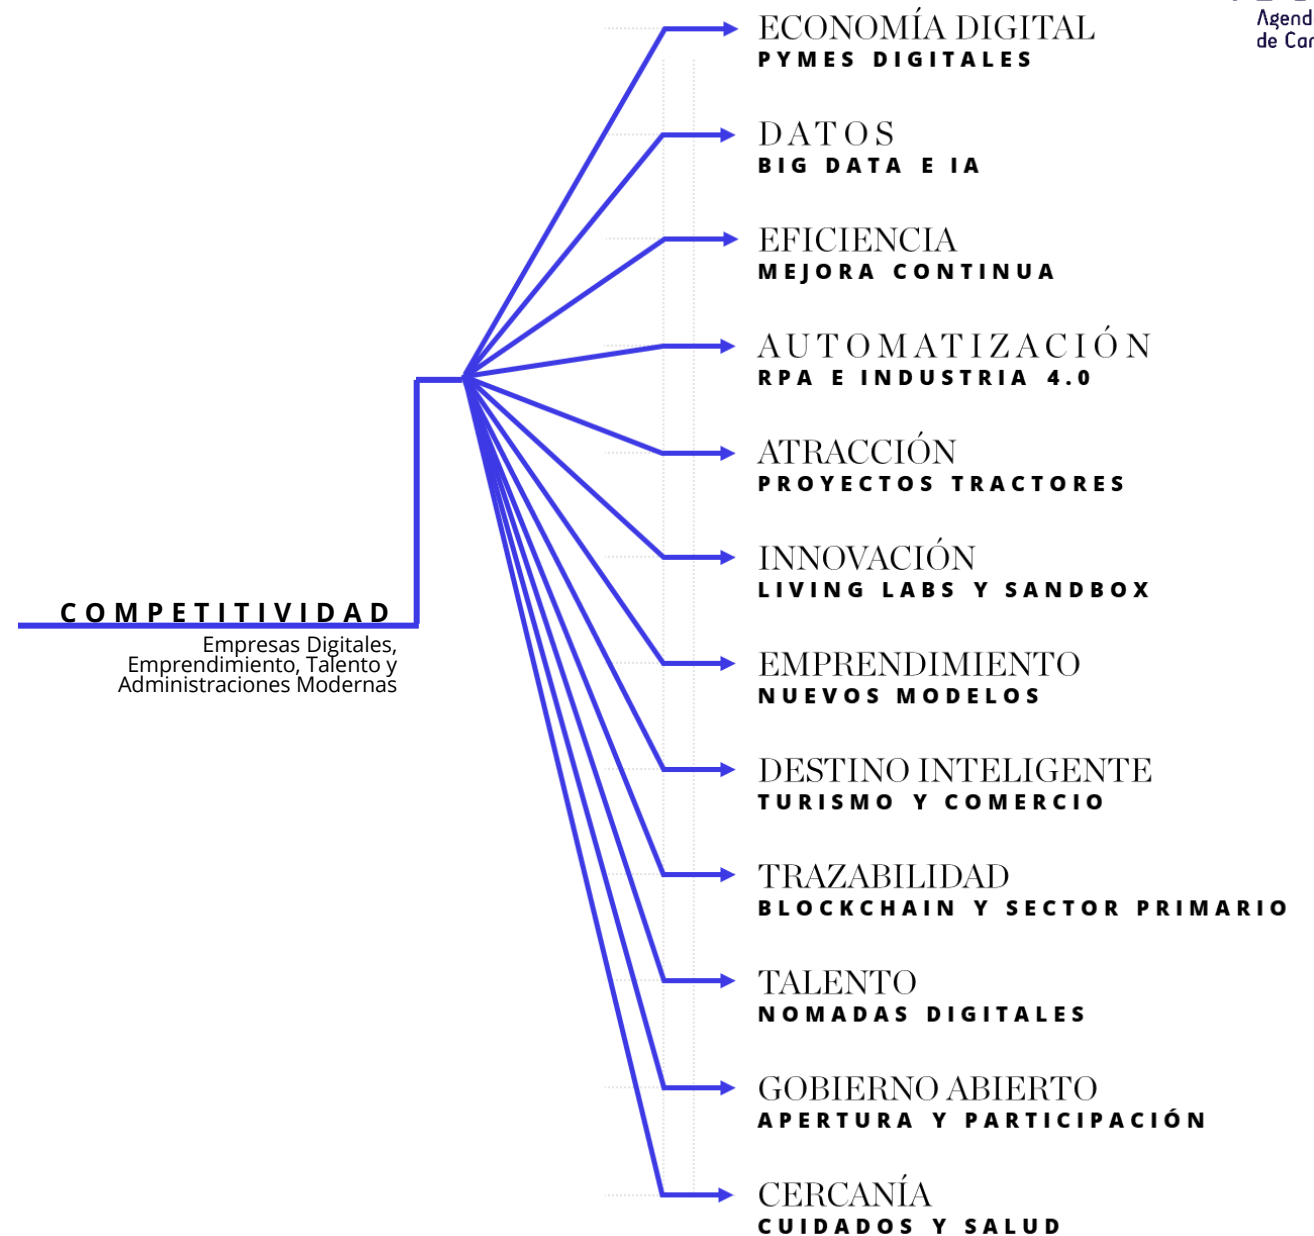 de Car
ECONOMÍA DIGITAL
PYMES DIGITALES
DATOS
BIG DATA E IA
EFICIENCIA
MEJORA CONTINUA
AUTOMATIZACIÓN
RPA E INDUSTRIA 4.0
ATRACCIÓN
PROYECTOS TRACTORES
INNOVACIÓN
LIVING LABS Y SANDBOX
COMPETITIVIDAD
Empresas Digitales,
Emprendimiento, Talento y
Administraciones Modernas
EMPRENDIMIENTO
NUEVOS MODELOS
DESTINO INTELIGENTE
TURISMO Y COMERCIO
TRAZABILIDAD
BLOCKCHAIN Y SECTOR PRIMARIO
TALENTO
NOMADAS DIGITALES
GOBIERNO ABIERTO
APERTURA Y PARTICIPACIÓN
CERCANÍA
CUIDADOS Y SALUD